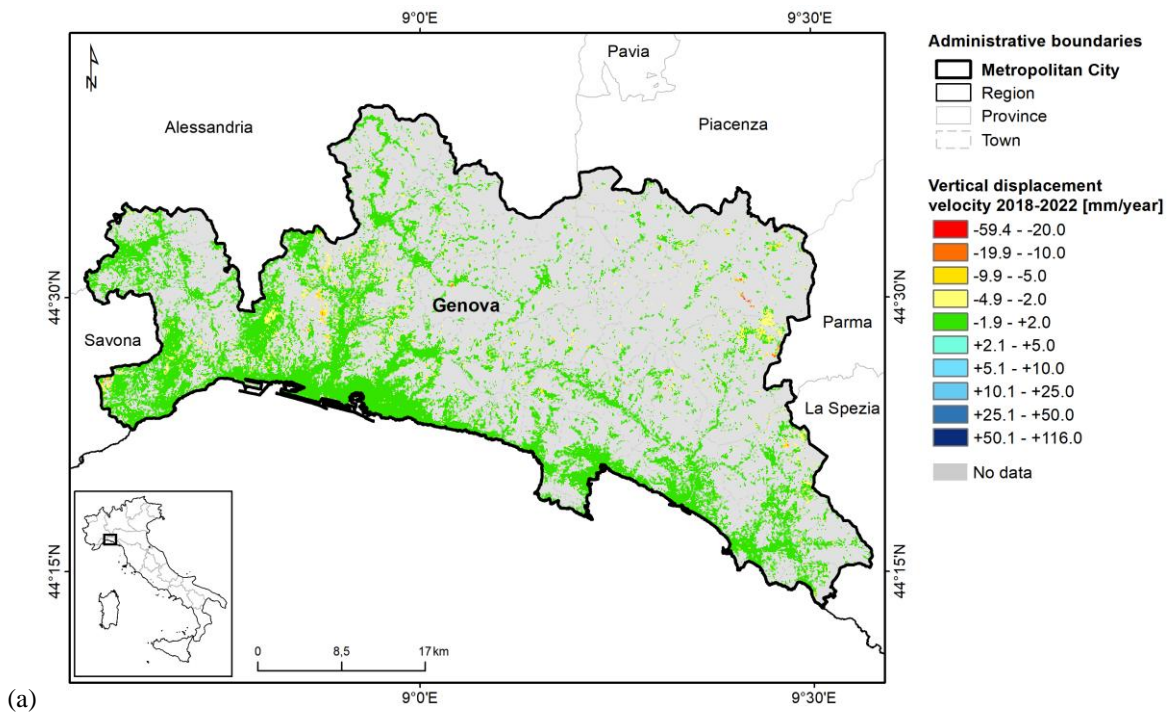 9°0'E
9°30'E
Pavia
Alessandria
Piacenza
N
44°30'N
Genova
44°30'N
Savona
Parma
La Spezia
44°15'N
44°15'N
0
8,5
17 km
9°0'E
9°30'E
(a)
Administrative boundaries
Metropolitan City
Region
Province
Town
Vertical displacement
velocity 2018-2022 [mm/year]
-59.4 - -20.0
-19.9 - -10.0
-9.9 - -5.0
-4.9 - -2.0
-1.9 - +2.0
+2.1 - +5.0
+5.1 - +10.0
+10.1 - +25.0
+25.1 - +50.0
+50.1 - +116.0
No data